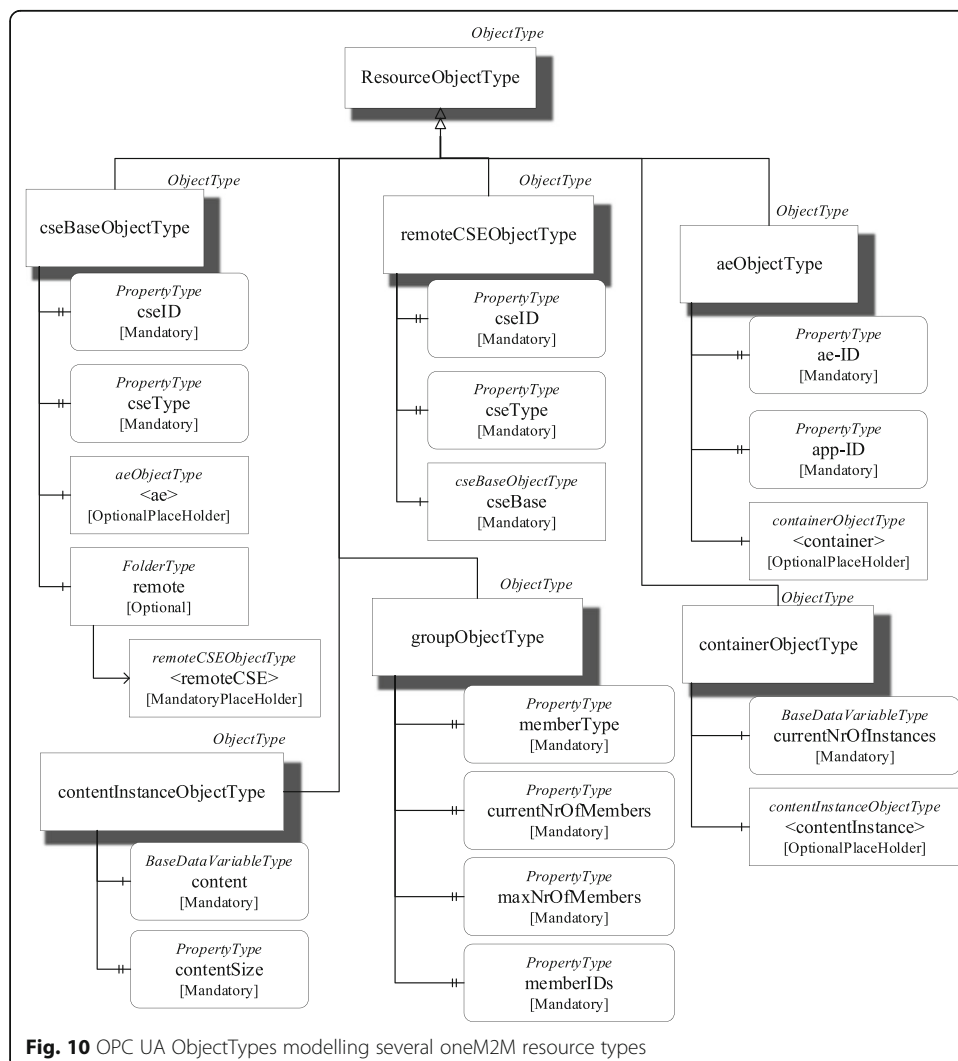 ObjectType
ResourceObjectType
ObjectType
cseBaseObjectType
PropertyType
cseID
[Mandatory]
PropertyType
cseType
[Mandatory]
aeObjectType
<ae>
[OptionalPlaceHolder]
FolderType
remote
[Optional]
remoteCSEObjectType
<remoteCSE>
[MandatoryPlaceHolder]
ObjectType
remoteCSEObjectType
PropertyType
cseID
[Mandatory]
PropertyType
cseType
[Mandatory]
cseBaseObjectType
cseBase
[Mandatory]
ObjectType
aeObjectType
PropertyType
ae-ID
[Mandatory]
PropertyType
app-ID
[Mandatory]
containerObjectType
<container>
[OptionalPlaceHolder]
ObjectType
contentInstanceObjectType
BaseDataVariableType
content
[Mandatory]
PropertyType
contentSize
[Mandatory]
ObjectType
groupObjectType
PropertyType
memberType
[Mandatory]
PropertyType
currentNrOfMembers
[Mandatory]
PropertyType
maxNrOfMembers
[Mandatory]
PropertyType
memberIDs
[Mandatory]
ObjectType
containerObjectType
BaseDataVariableType
currentNrOfInstances
[Mandatory]
contentInstanceObjectType
<contentInstance>
[OptionalPlaceHolder]
Fig. 10 OPC UA ObjectTypes modelling several oneM2M resource types